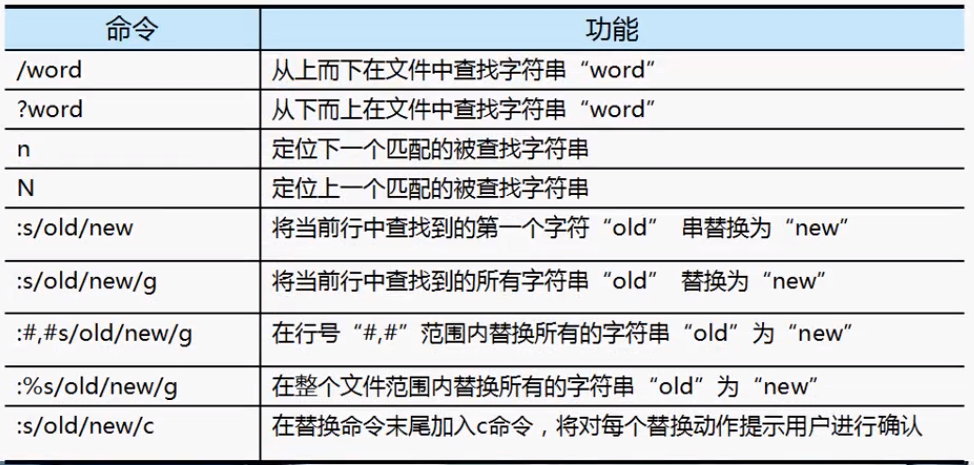 命令 功能
/word 从上而下在文件中查找字符串“word”
?word 从下而上在文件中查找字符串“word”
n 定位下一个匹配的被查找字符串
N 定位上一个匹配的被查找字符串
:s/old/new 将当前行中查找到的第一个字符“old” 串替换为“new”
:s/old/new/g 将当前行中查找到的所有字符串“old” 替换为“new”
:#,#s/old/new/g 在行号“#,#”范围内替换所有的字符串“old”为“new”
:%s/old/new/g 在整个文件范围内替换所有的字符串“old”为“new”
:s/old/new/c 在替换命令末尾加入c命令，将对每个替换动作提示用户进行确认